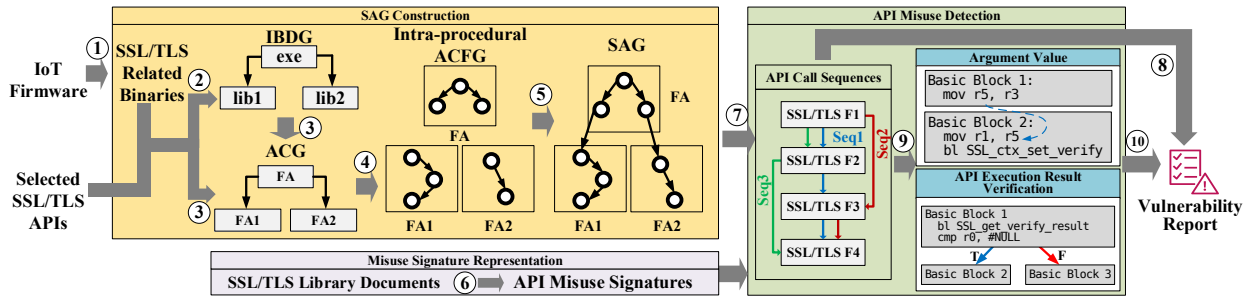 SAG Construction
①
IoT
Firmware
SSL/TLS
Related
Binaries
Selected
SSL/TLS
APIs
②
③
IBDG
exe
lib1
lib2
③
ACG
FA
FA1
FA2
④
Intra-procedural
ACFG
FA
FA1
FA2
⑤
SAG
FA
FA1
FA2
Misuse Signature Representation
SSL/TLS Library Documents
⑥
API Misuse Signatures
⑦
API Misuse Detection
API Call Sequences
SSL/TLS F1
Seq1
Seq2
SSL/TLS F2
Seq3
SSL/TLS F3
SSL/TLS F4
⑧
⑨
Argument Value
Basic Block 1:
mov r5, r3
Basic Block 2:
mov r1, r5
bl SSL_ctx_set_verify
API Execution Result
Verification
Basic Block 1
bl SSL_get_verify_result
cmp r0, #NULL
T
F
Basic Block 2
Basic Block 3
⑩
Vulnerability
Report